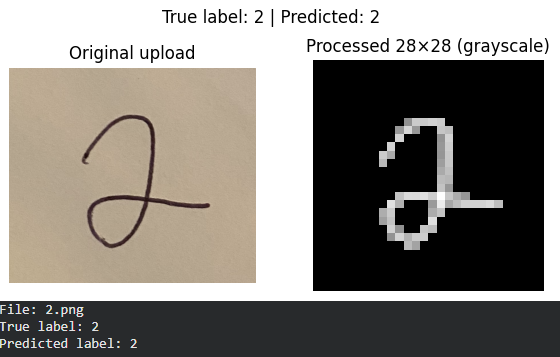 True label: 2 | Predicted: 2
Original upload
Processed 28×28 (grayscale)
2
2
File: 2.png
True label: 2
Predicted label: 2